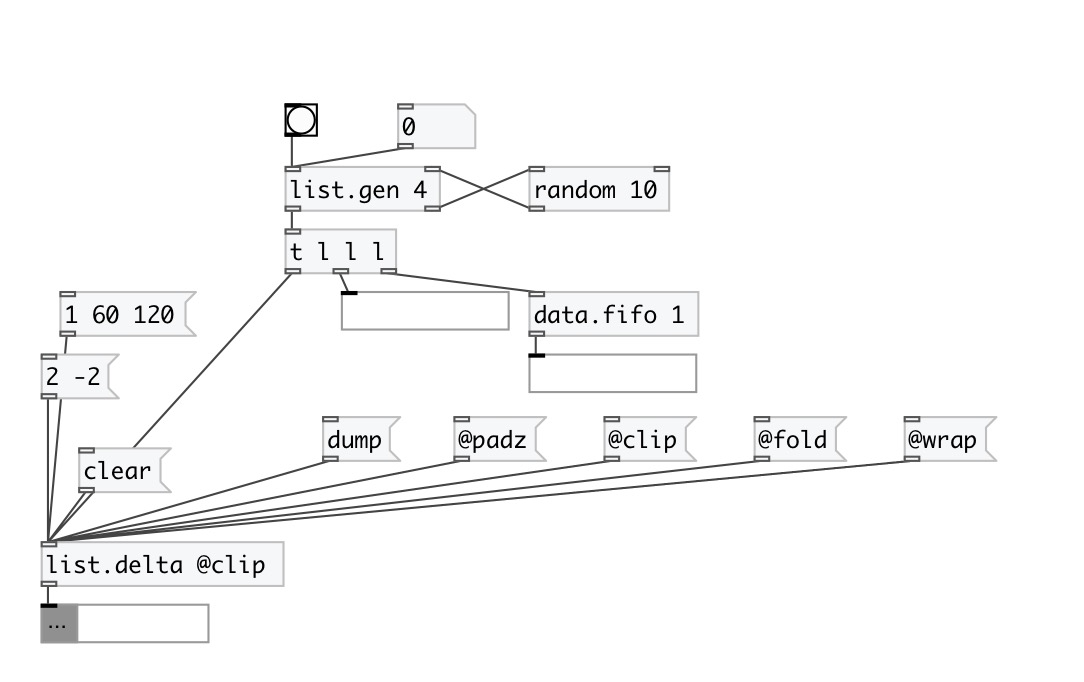 0
list.gen 4
random 10
t l l l
1 60 120
data.fifo 1
2 -2
dump
@padz
@clip
@fold
@wrap
clear
list.delta @clip
...